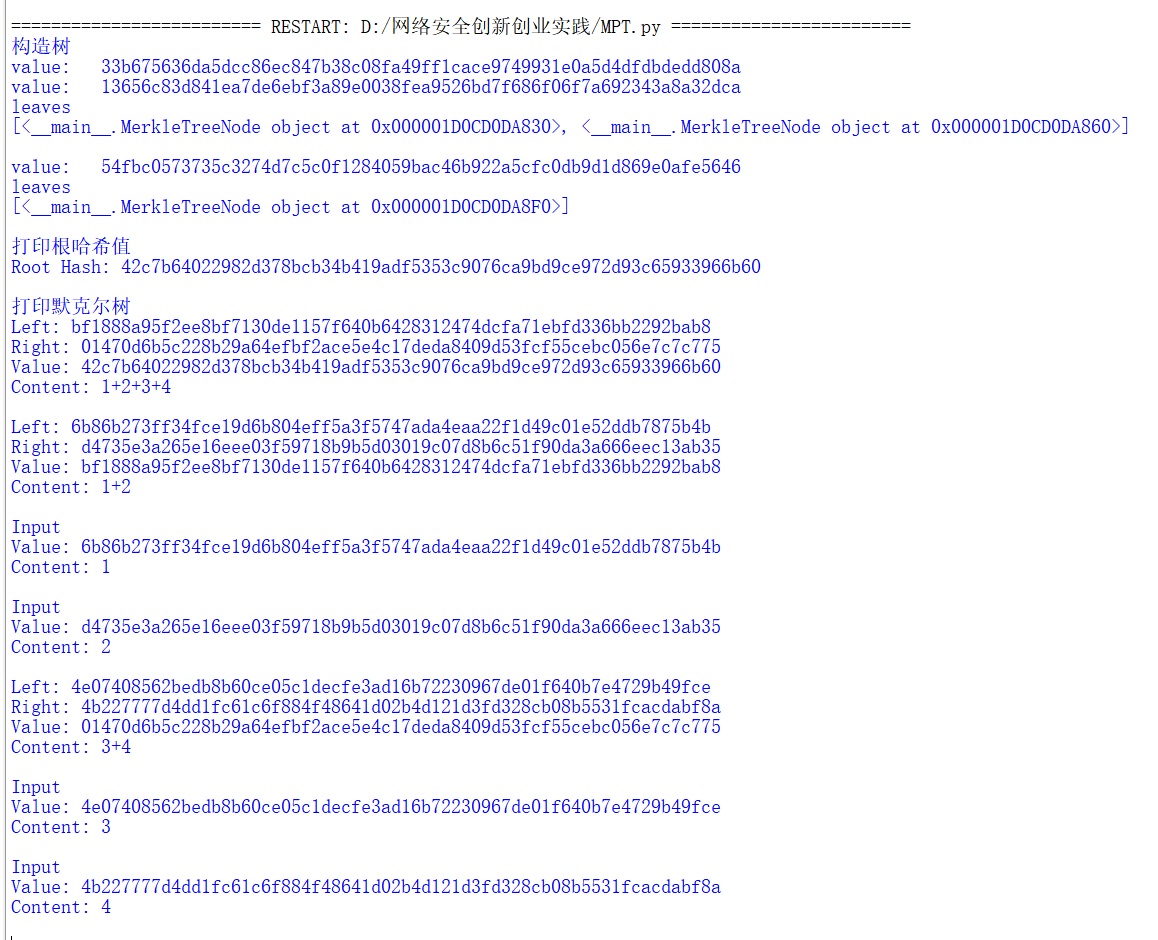 ========================= RESTART: D:/网络安全创新创业实践/MPT.py ========================
构造树
value:   33b675636da5dcc86ec847b38c08fa49ff1cace9749931e0a5d4dfdbdedd808a
value:   13656c83d841ea7de6ebf3a89e0038fea9526bd7f686f06f7a692343a8a32dca
leaves
[<__main__.MerkleTreeNode object at 0x000001D0CD0DA830>, <__main__.MerkleTreeNode object at 0x000001D0CD0DA860>]
value:   54fbc0573735c3274d7c5c0f1284059bac46b922a5cfc0db9d1d869e0afe5646
leaves
[<__main__.MerkleTreeNode object at 0x000001D0CD0DA8F0>]
打印根哈希值
Root Hash: 42c7b64022982d378bcb34b419adf5353c9076ca9bd9ce972d93c65933966b60
打印默克尔树
Left: bf1888a95f2ee8bf7130de1157f640b6428312474dcfa71ebfd336bb2292bab8
Right: 01470d6b5c228b29a64efbf2ace5e4c17deda8409d53fcf55cebc056e7c7c775
Value: 42c7b64022982d378bcb34b419adf5353c9076ca9bd9ce972d93c65933966b60
Content: 1+2+3+4
Left: 6b86b273ff34fce19d6b804eff5a3f5747ada4eaa22f1d49c01e52ddb7875b4b
Right: d4735e3a265e16eee03f59718b9b5d03019c07d8b6c51f90da3a666eec13ab35
Value: bf1888a95f2ee8bf7130de1157f640b6428312474dcfa71ebfd336bb2292bab8
Content: 1+2
Input
Value: 6b86b273ff34fce19d6b804eff5a3f5747ada4eaa22f1d49c01e52ddb7875b4b
Content: 1
Input
Value: d4735e3a265e16eee03f59718b9b5d03019c07d8b6c51f90da3a666eec13ab35
Content: 2
Left: 4e07408562bedb8b60ce05c1decfe3ad16b72230967de01f640b7e4729b49fce
Right: 4b227777d4dd1fc61c6f884f48641d02b4d121d3fd328cb08b5531fcacdabf8a
Value: 01470d6b5c228b29a64efbf2ace5e4c17deda8409d53fcf55cebc056e7c7c775
Content: 3+4
Input
Value: 4e07408562bedb8b60ce05c1decfe3ad16b72230967de01f640b7e4729b49fce
Content: 3
Input
Value: 4b227777d4dd1fc61c6f884f48641d02b4d121d3fd328cb08b5531fcacdabf8a
Content: 4